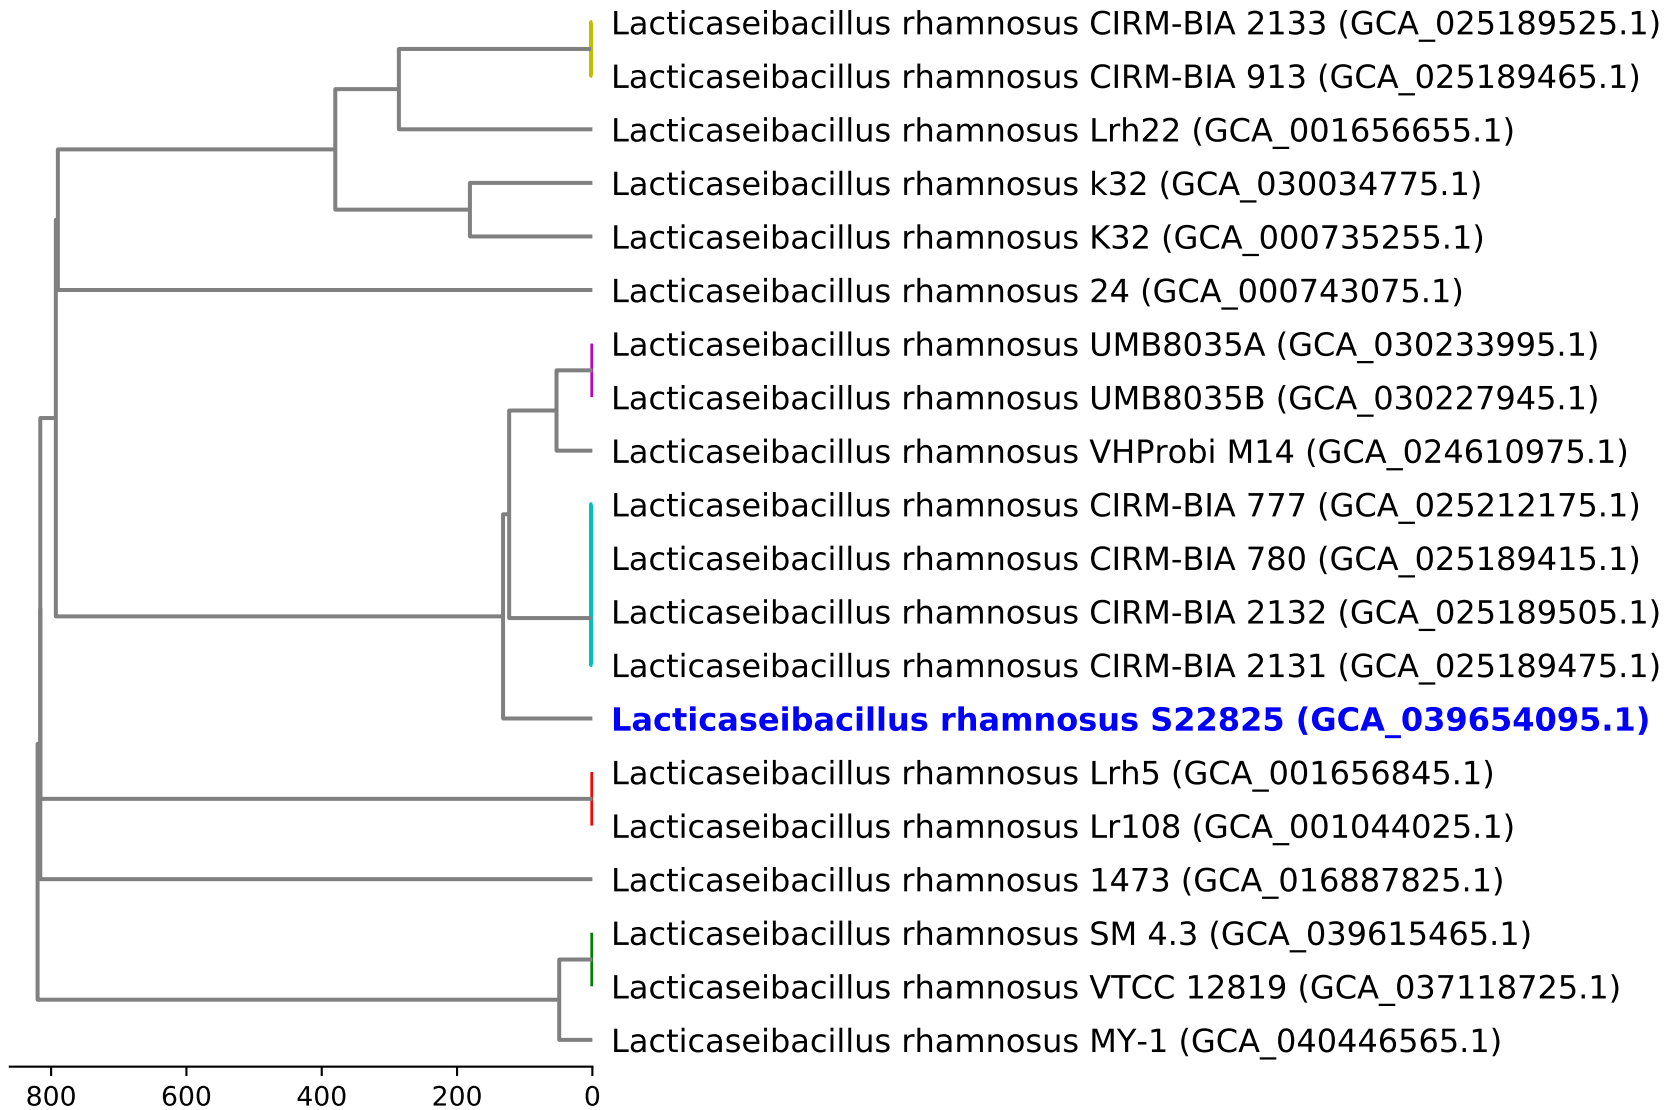 Lacticaseibacillus rhamnosus CIRM-BIA 2133 (GCA_025189525.1)
Lacticaseibacillus rhamnosus CIRM-BIA 913 (GCA_025189465.1)
Lacticaseibacillus rhamnosus Lrh22 (GCA_001656655.1)
Lacticaseibacillus rhamnosus k32 (GCA_030034775.1)
Lacticaseibacillus rhamnosus K32 (GCA_000735255.1)
Lacticaseibacillus rhamnosus 24 (GCA_000743075.1)
Lacticaseibacillus rhamnosus UMB8035A (GCA_030233995.1)
Lacticaseibacillus rhamnosus UMB8035B (GCA_030227945.1)
Lacticaseibacillus rhamnosus VHProbi M14 (GCA_024610975.1)
Lacticaseibacillus rhamnosus CIRM-BIA 777 (GCA_025212175.1)
Lacticaseibacillus rhamnosus CIRM-BIA 780 (GCA_025189415.1)
Lacticaseibacillus rhamnosus CIRM-BIA 2132 (GCA_025189505.1)
Lacticaseibacillus rhamnosus CIRM-BIA 2131 (GCA_025189475.1)
Lacticaseibacillus rhamnosus S22825 (GCA_039654095.1)
Lacticaseibacillus rhamnosus Lrh5 (GCA_001656845.1)
Lacticaseibacillus rhamnosus Lr108 (GCA_001044025.1)
Lacticaseibacillus rhamnosus 1473 (GCA_016887825.1)
Lacticaseibacillus rhamnosus SM 4.3 (GCA_039615465.1)
Lacticaseibacillus rhamnosus VTCC 12819 (GCA_037118725.1)
Lacticaseibacillus rhamnosus MY-1 (GCA_040446565.1)
800 600 400 200 0